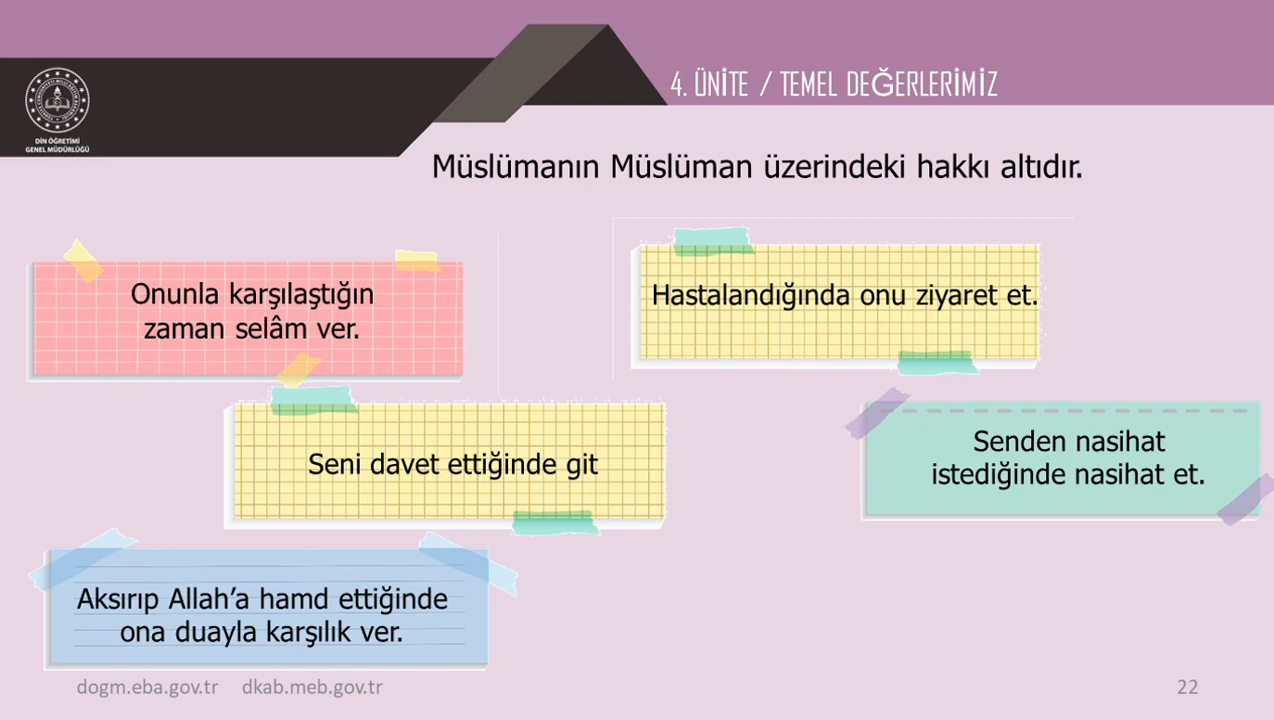 4. ÜNİTE / TEMEL DEĞERLERİMİZ
DİN ÖĞRETİMİ
GENEL MÜDÜRLÜĞÜ
Müslümanın Müslüman üzerindeki hakkı altıdır.
Onunla karşılaştığın
zaman selâm ver.
Hastalandığında onu ziyaret et.
Seni davet ettiğinde git
Senden nasihat
istediğinde nasihat et.
Aksırıp Allah’a hamd ettiğinde
ona duayla karşılık ver.
dogm.eba.gov.tr dkab.meb.gov.tr
22